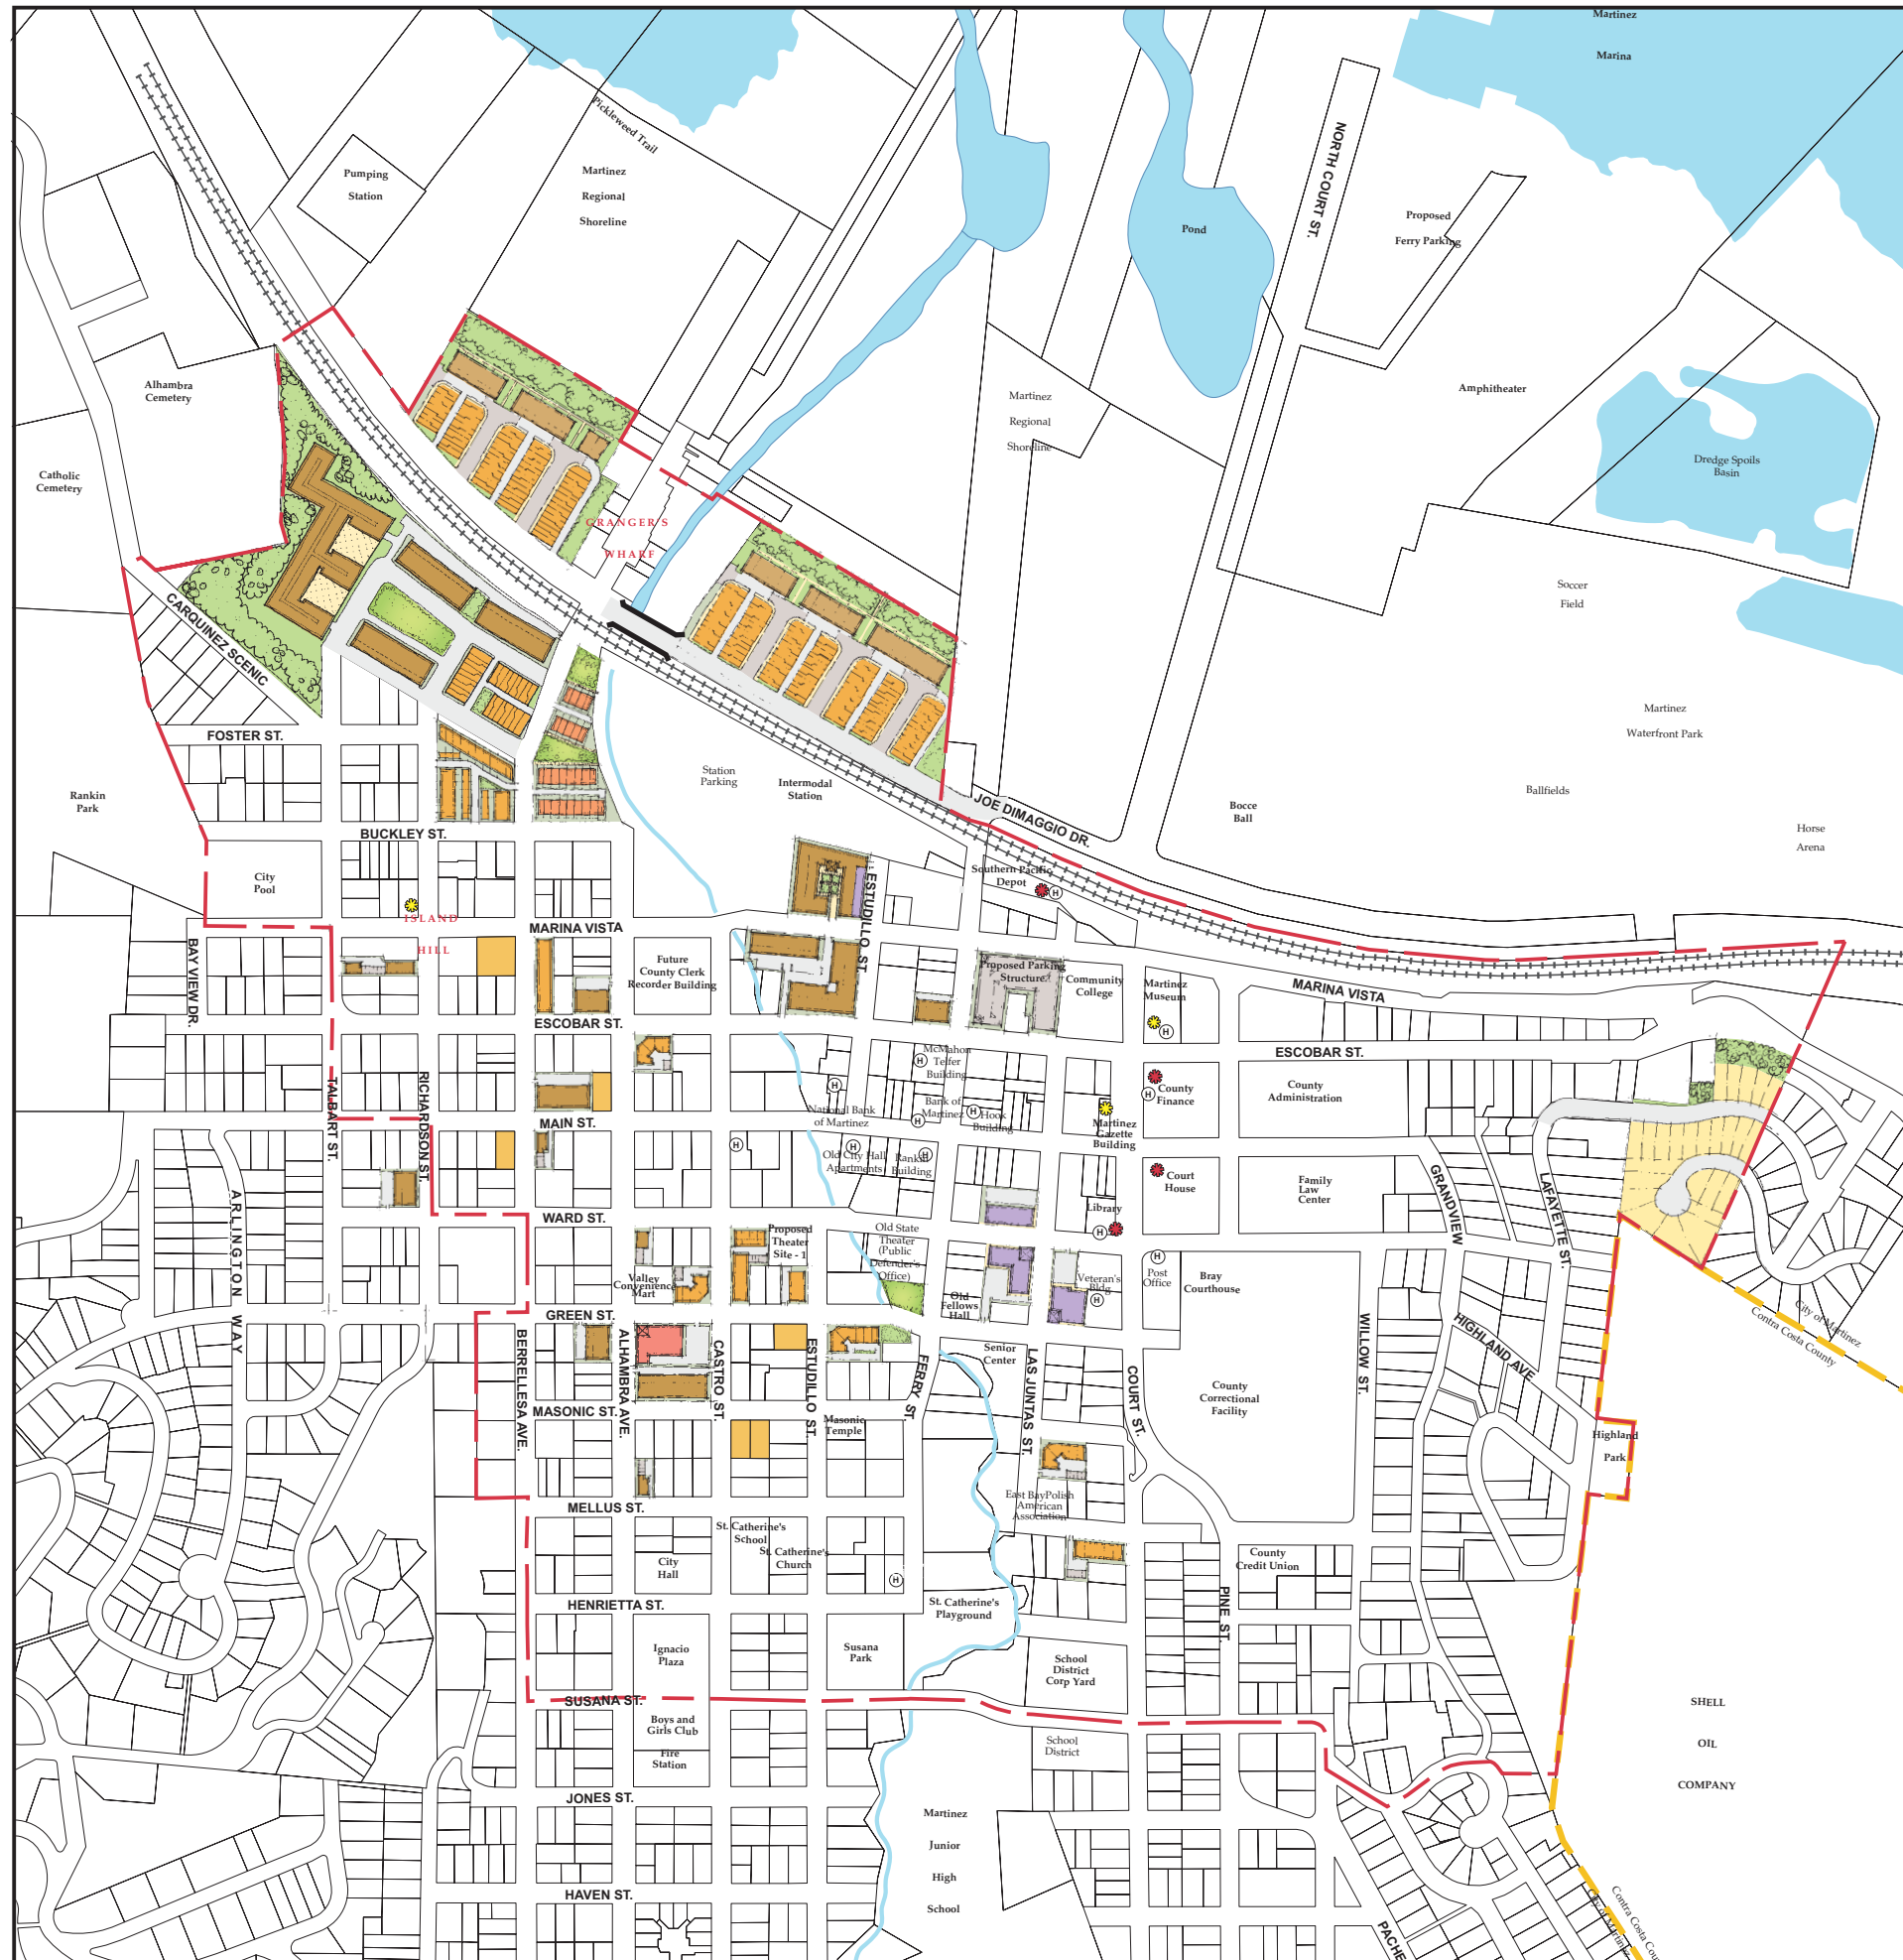 Martinez
Marina
Pickleweed Trail
Pumping
Station
Martinez
Regional
Shoreline
NORTH COURT ST.
Pond
Proposed
Ferry Parking
Alhambra
Cemetery
Martinez
Regional
Shoreline
Amphitheater
Dredge Spoils
Basin
Catholic
Cemetery
GRANGER'S
WHARF
Soccer
Field
CARQUINEZ SCENIC
Martinez
Waterfront Park
FOSTER ST.
Station
Parking
Intermodal
Station
Rankin
Park
JOE DIMAGGIO DR.
Bocce
Ball
Ballfields
Horse
Arena
BUCKLEY ST.
City
Pool
Southern Pacific
Depot
H
ESTUDILLO ST.
ISLAND
HILL
MARINA VISTA
BAY VIEW DR.
Future
County Clerk
Recorder Building
Proposed Parking
Structure
Community
College
Martinez
Museum
H
MARINA VISTA
ESCOBAR ST.
ESCOBAR ST.
H
McMahon
Telfer
Building
H
TALBART ST.
RICHARDSON ST.
National Bank
of Martinez
Bank of
Martinez
H
H
Hook
Building
H
County
Finance
County
Administration
Martinez
Gazette
Building
MAIN ST.
H
H
Old City Hall
Apartments
Rankin
Building
H
Court
House
Family
Law
Center
GRANDVIEW
LAFAYETTE ST.
ARLINGTON WAY
WARD ST.
Library
H
Proposed
Theater
Site - 1
Old State
Theater
(Public
Defender's
Office)
Valley
Convenience
Mart
Old
Fellows
Hall
Veteran's
Bldg
H
H
Post
Office
Bray
Courthouse
City of Martinez
Contra Costa County
GREEN ST.
BERRELLESA AVE.
ALHAMBRA AVE.
CASTRO ST.
ESTUDILLO ST.
FERRY ST.
Senior
Center
LAS JUNTAS ST.
COURT ST.
WILLOW ST.
HIGHLAND AVE
County
Correctional
Facility
MASONIC ST.
Masonic
Temple
Highland
Park
MELLUS ST.
East BayPolish
American
Association
St. Catherine's
School
St. Catherine's
Church
City
Hall
H
County
Credit Union
HENRIETTA ST.
St. Catherine's
Playground
PINE ST.
Ignacio
Plaza
Susana
Park
School
District
Corp Yard
SUSANA ST.
SHELL
OIL
COMPANY
Boys and
Girls Club
Fire
Station
School
District
JONES ST.
Martinez
Junior
High
School
HAVEN ST.
PACHE
Contra Costa Cou
City of Martinez